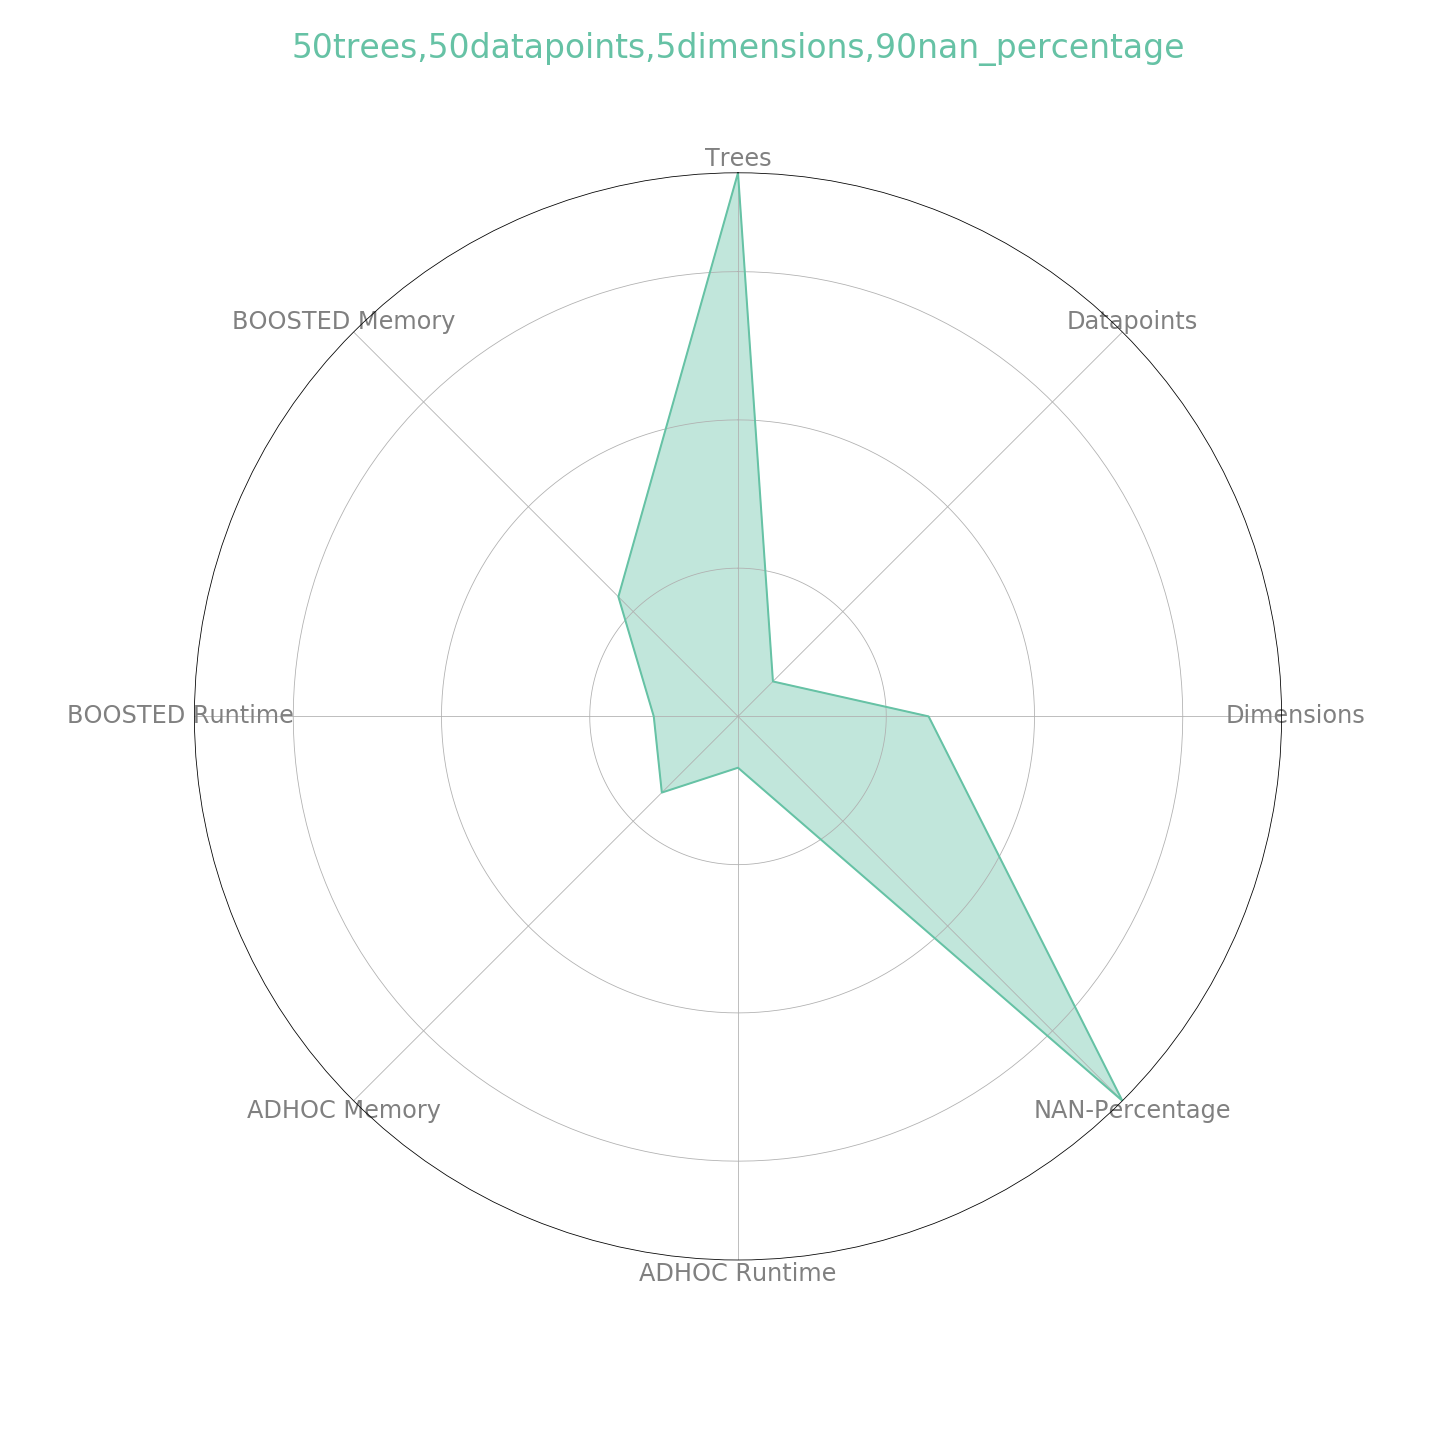 50trees,50datapoints,5dimensions,90nan_percentage
Trees
BOOSTED Memory
Datapoints
BOOSTED Runtime
Dimensions
ADHOC Memory
NAN-Percentage
ADHOC Runtime